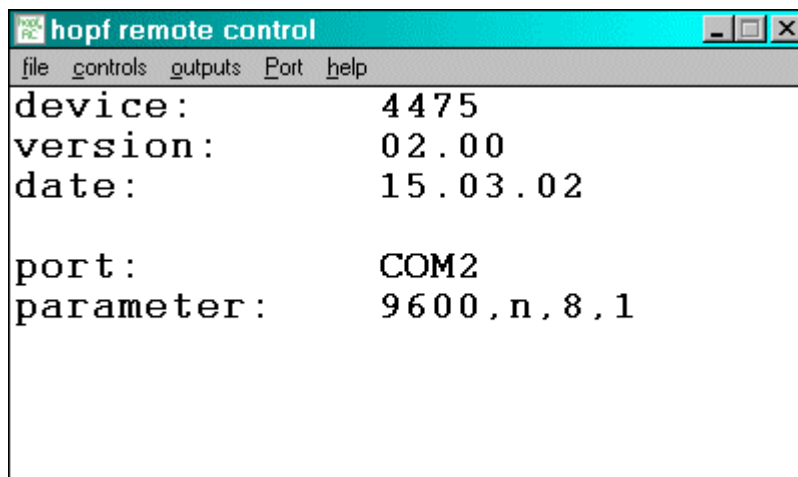 hopf remote control
file controls outputs Port help
device: 4475
version: 02.00
date: 15.03.02
port: COM2
parameter: 9600,n,8,1